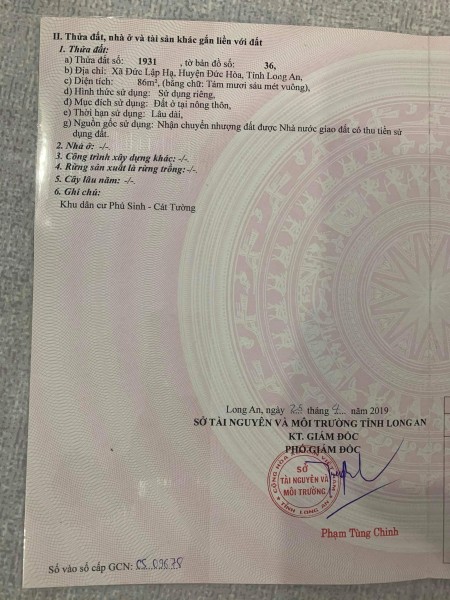 II. Thửa đất, nhà ở và tài sản khác gắn liền với đất
1. Thửa đất:
a) Thửa đất số: 1931 , tờ bản đồ số: 36,
b) Địa chỉ: Xã Đức Lập Hạ, Huyện Đức Hòa, Tỉnh Long An,
c) Diện tích: 86m², (bằng chữ: Tám mươi sáu mét vuông),
d) Hình thức sử dụng: Sử dụng riêng,
đ) Mục đích sử dụng: Đất ở tại nông thôn,
e) Thời hạn sử dụng: Lâu dài,
g) Nguồn gốc sử dụng: Nhận chuyển nhượng đất được Nhà nước giao đất có thu tiền sử
dụng đất.
2. Nhà ở: -/-.
3. Công trình xây dựng khác: -/-.
4. Rừng sản xuất là rừng trồng: -/-.
5. Cây lâu năm: -/-.
6. Ghi chú:
Khu dân cư Phú Sinh - Cát Tường
Long An, ngày tháng năm 2019
SỞ TÀI NGUYÊN VÀ MÔI TRƯỜNG TỈNH LONG AN
KT. GIÁM ĐỐC
PHÓ GIÁM ĐỐC
SỞ
TÀI NGUYÊN VÀ
MÔI TRƯỜNG
TỈNH LONG AN
Phạm Tùng Chinh
Số vào sổ cấp GCN: CS 09678